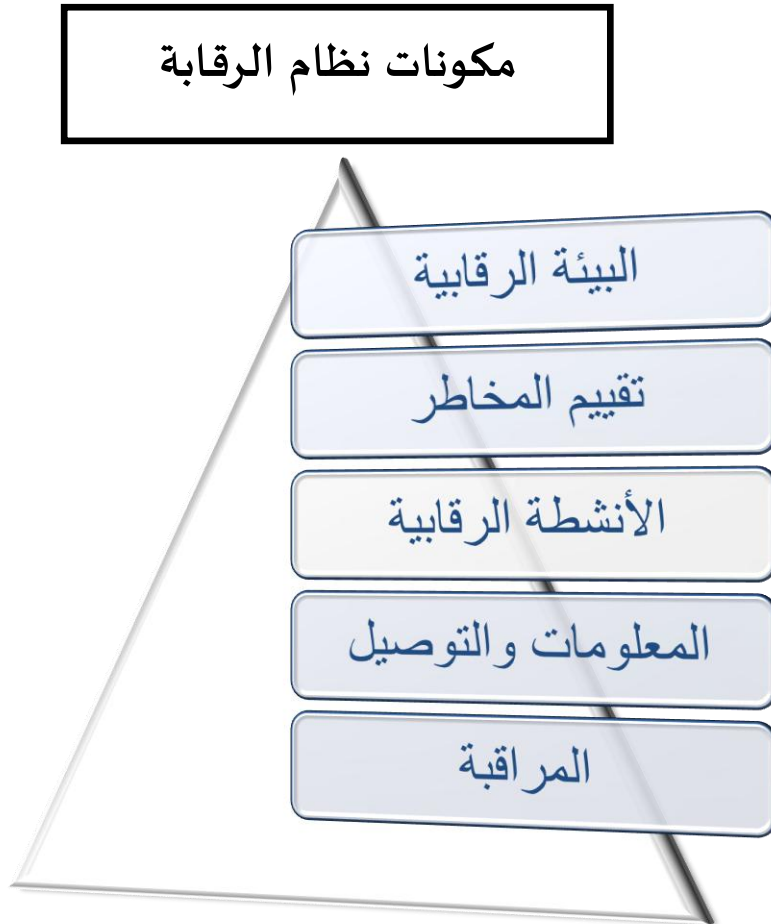 مكونات نظام الرقابة
البيئة الرقابية
تقييم المخاطر
الأنشطة الرقابية
المعلومات والتوصيل
المراقبة